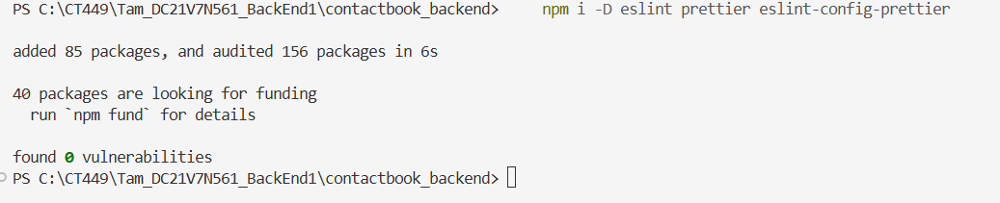 PS C:\CT449\Tam_DC21V7N561_BackEnd1\contactbook_backend> npm i -D eslint prettier eslint-config-prettier
added 85 packages, and audited 156 packages in 6s
40 packages are looking for funding
run `npm fund` for details
found 0 vulnerabilities
PS C:\CT449\Tam_DC21V7N561_BackEnd1\contactbook_backend>